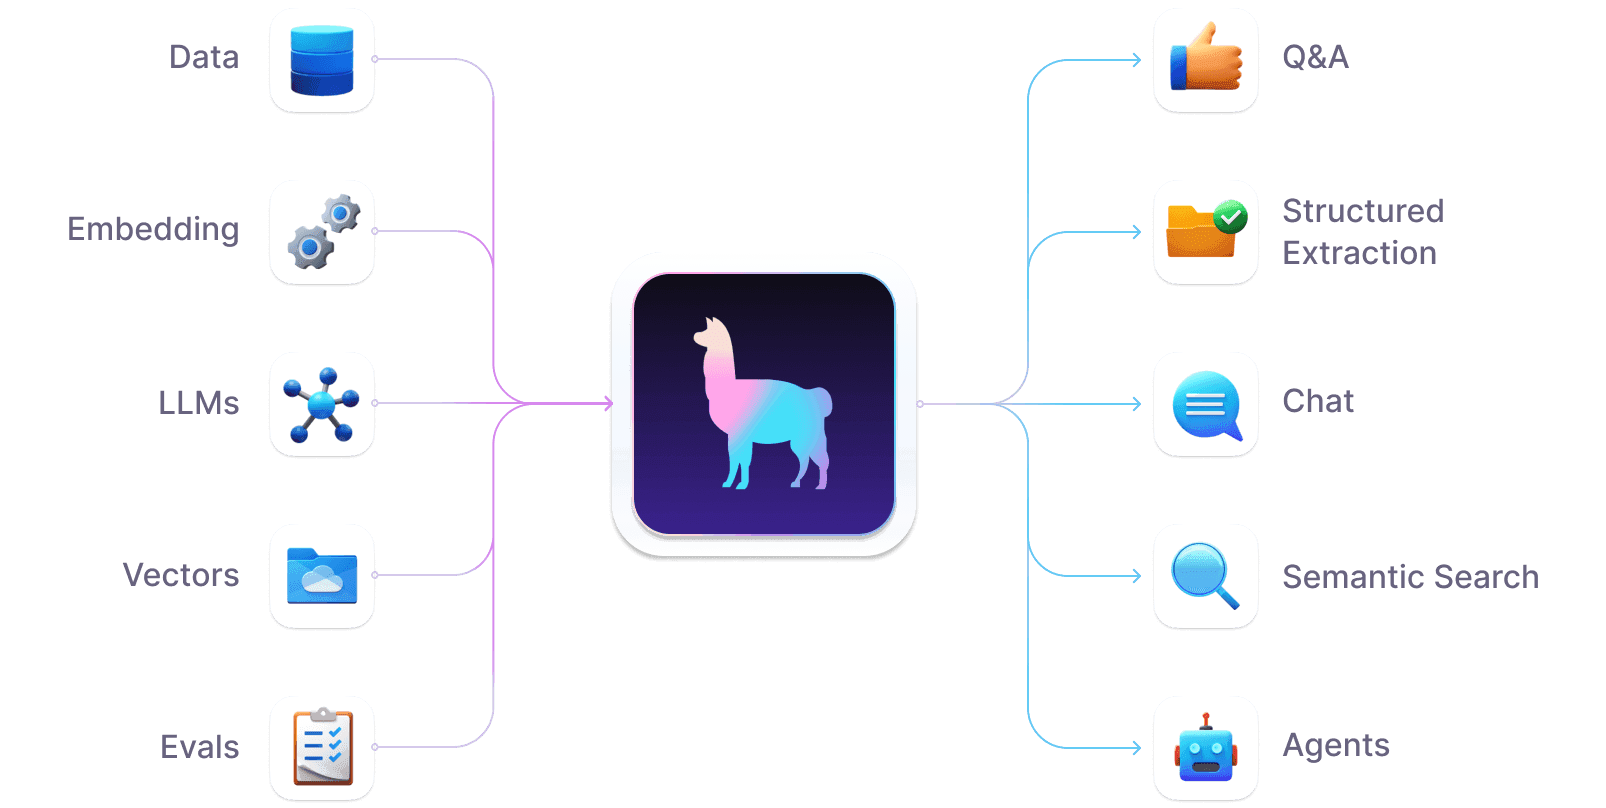 Data
Embedding
LLMs
Vectors
Evals
Q&A
Structured
Extraction
Chat
Semantic Search
Agents